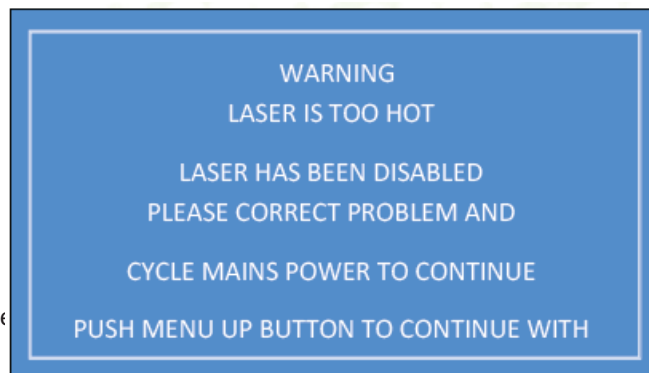 WARNING
LASER IS TOO HOT
LASER HAS BEEN DISABLED
PLEASE CORRECT PROBLEM AND
CYCLE MAINS POWER TO CONTINUE
PUSH MENU UP BUTTON TO CONTINUE WITH